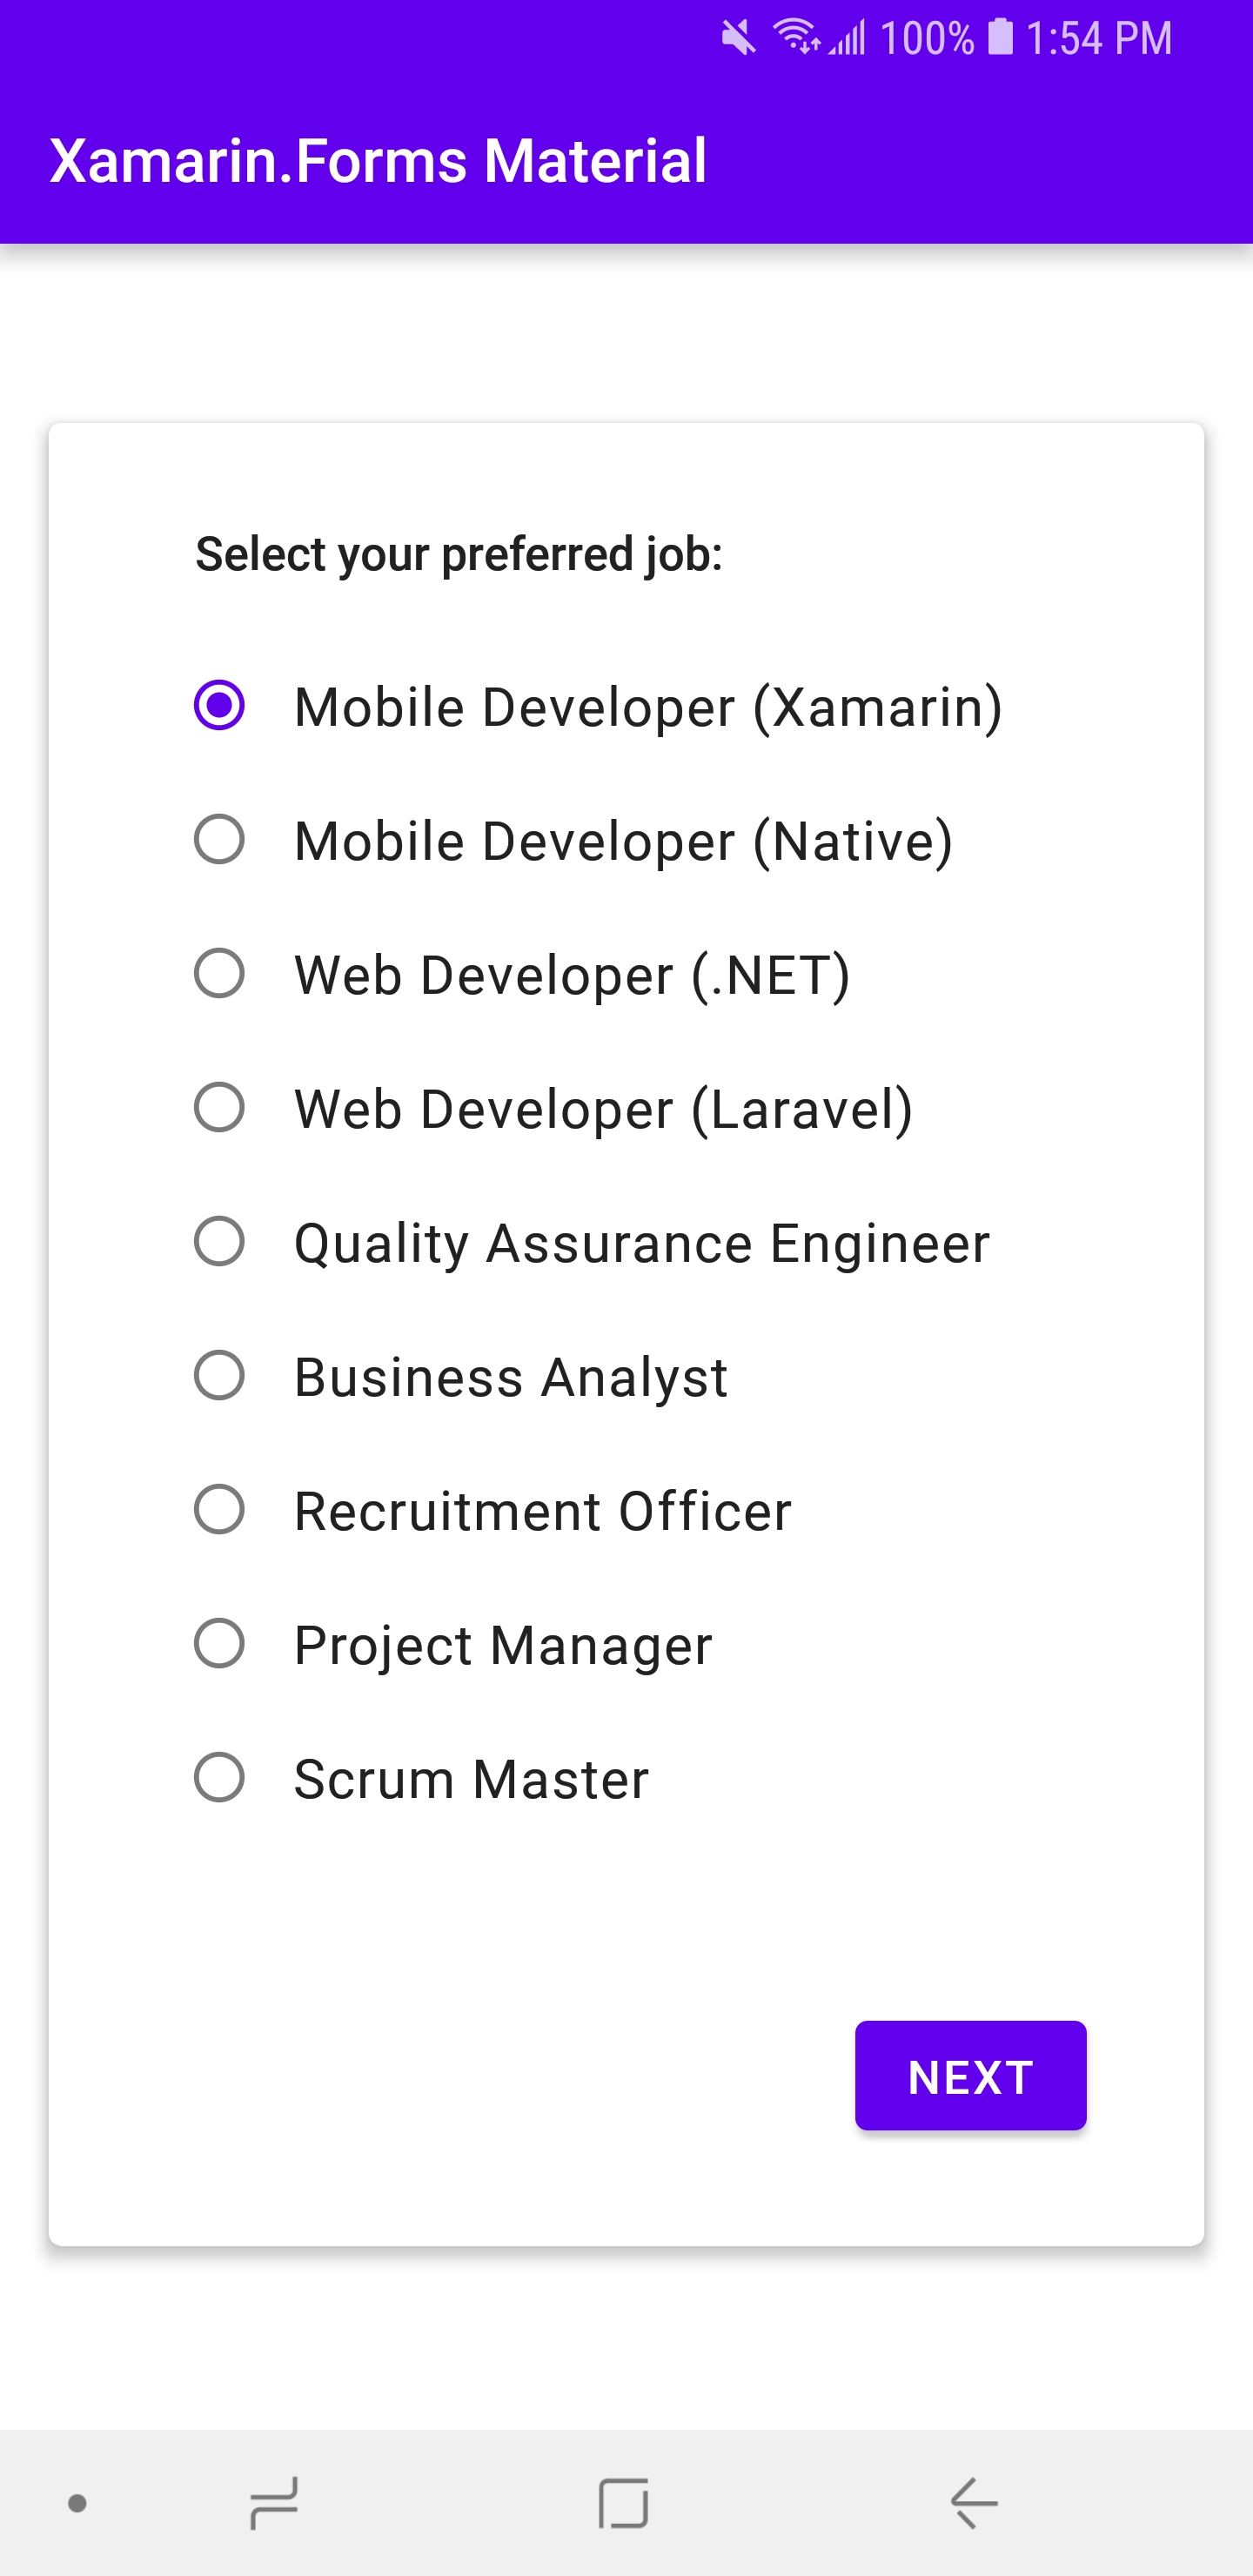 100% 1:54 PM
Xamarin.Forms Material
Select your preferred job:
Mobile Developer (Xamarin)
Mobile Developer (Native)
Web Developer (.NET)
Web Developer (Laravel)
Quality Assurance Engineer
Business Analyst
Recruitment Officer
Project Manager
Scrum Master
NEXT